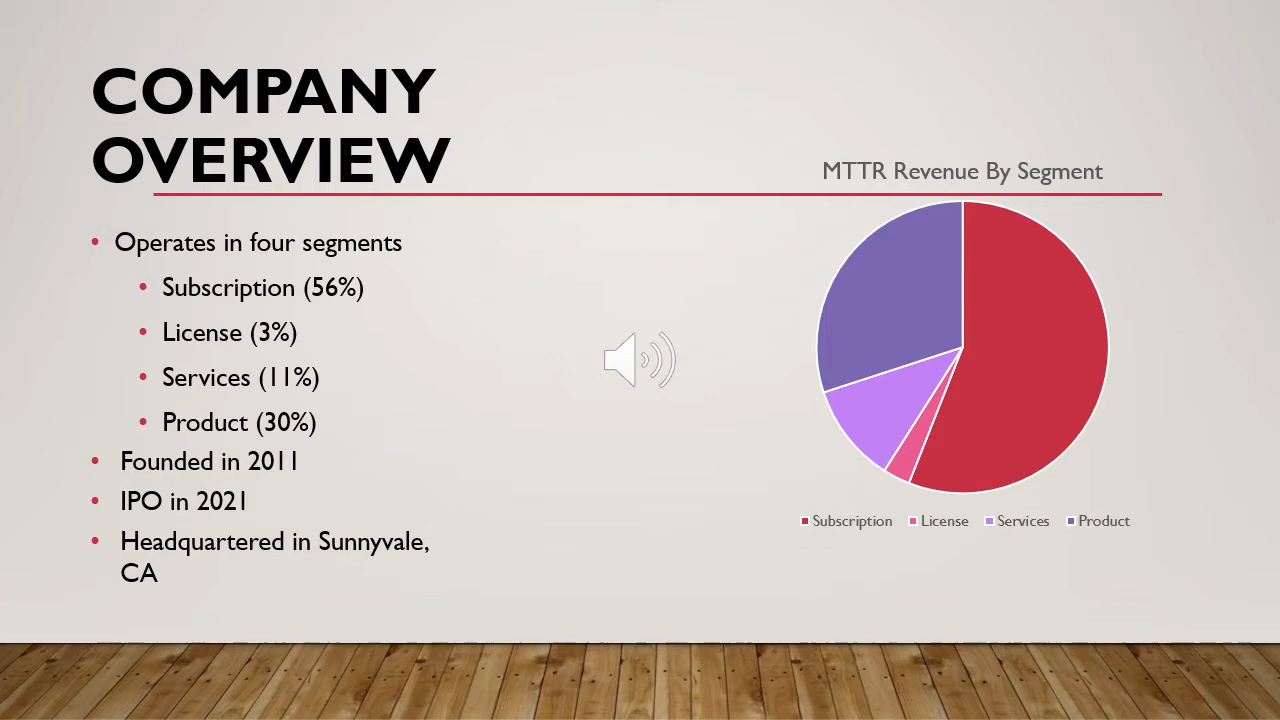 COMPANY
OVERVIEW
• Operates in four segments
• Subscription (56%)
• License (3%)
• Services (11%)
• Product (30%)
• Founded in 2011
• IPO in 2021
• Headquartered in Sunnyvale,
CA
MTTR Revenue By Segment
Subscription License Services Product